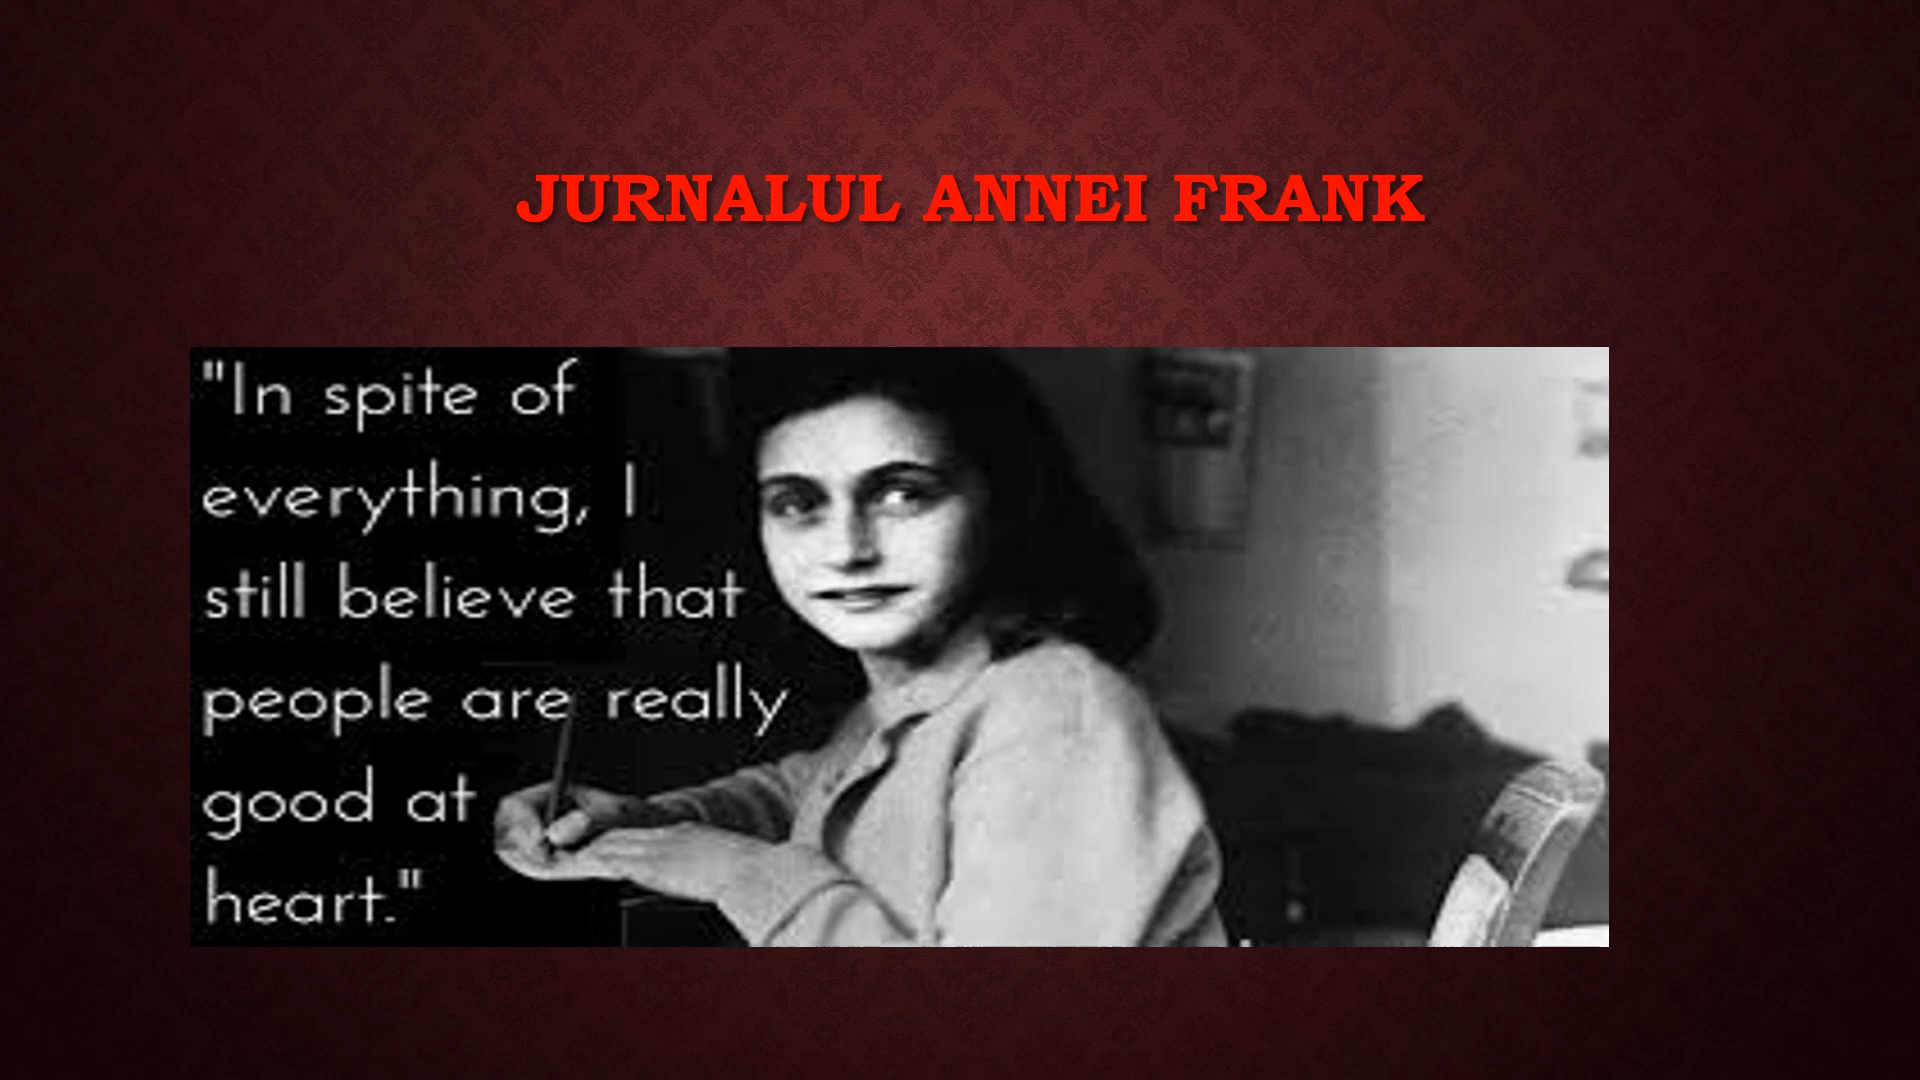 JURNALUL ANNEI FRANK
"In spite of
everything, I
still believe that
people are really
good at
heart."